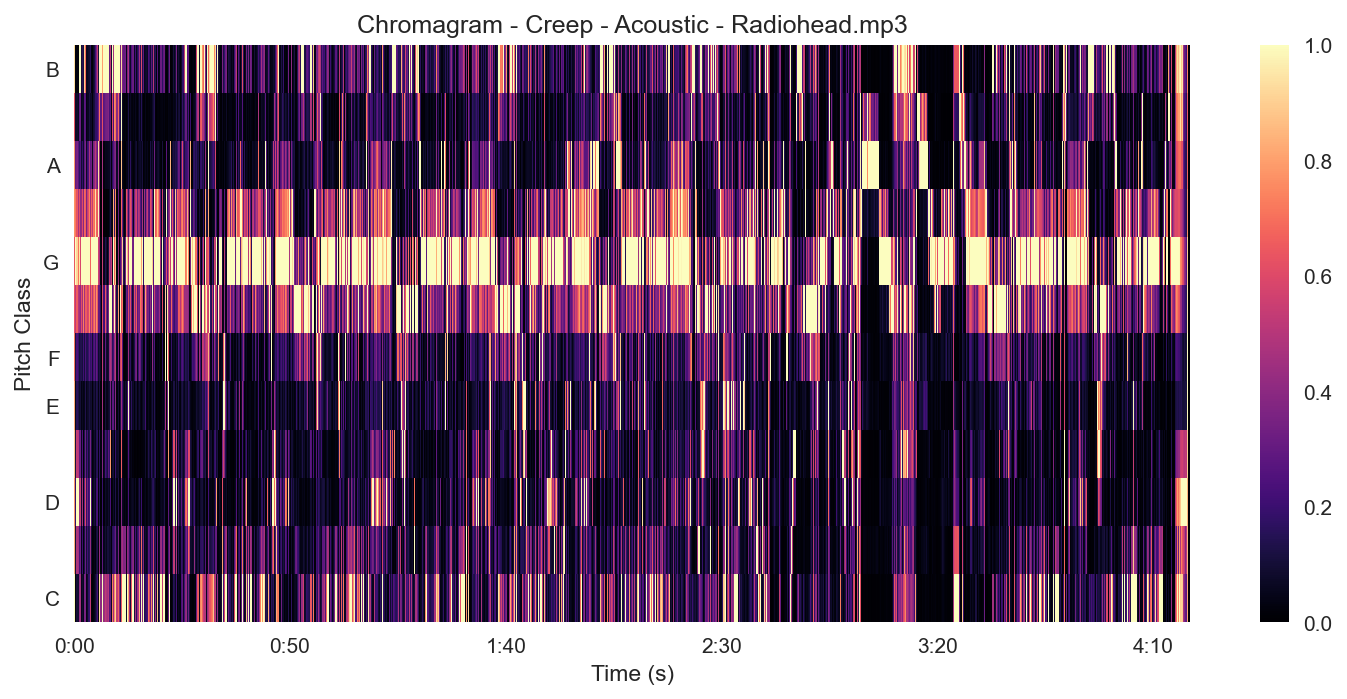 Chromagram - Creep - Acoustic - Radiohead.mp3
Pitch Class
B
A
G
F
E
D
C
0:00 0:50 1:40 2:30 3:20 4:10
Time (s)
1.0
0.8
0.6
0.4
0.2
0.0